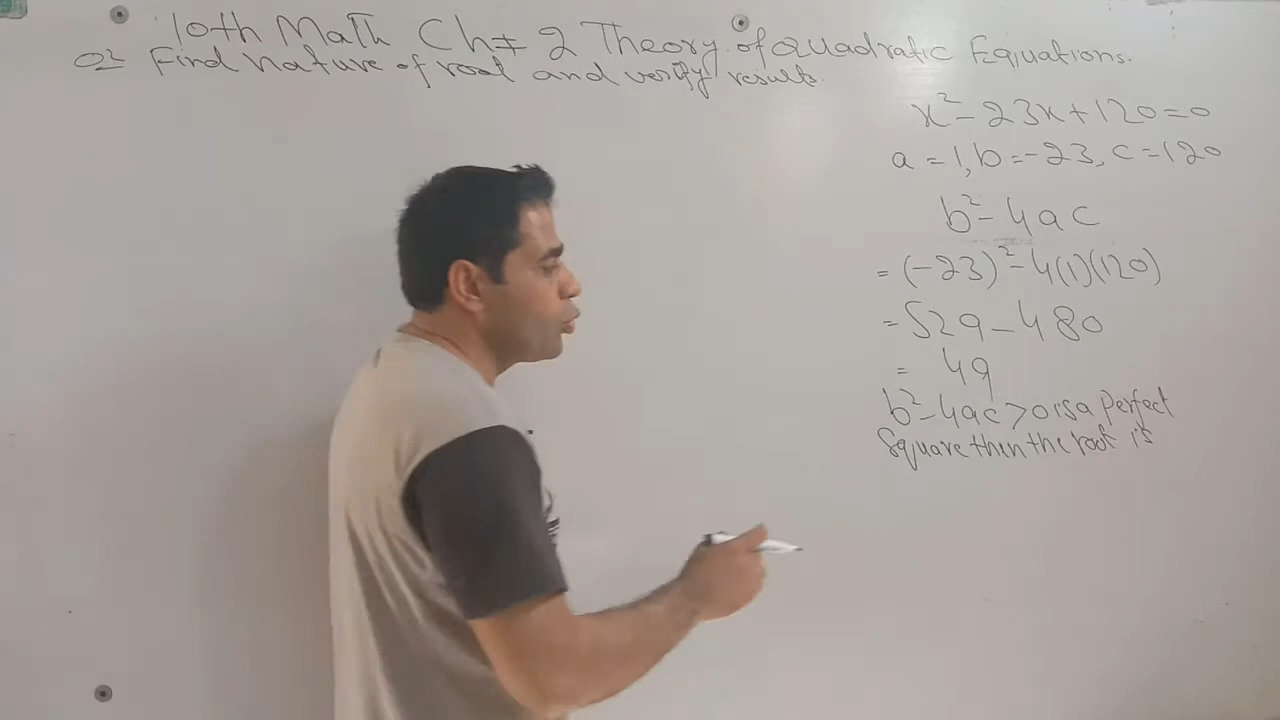 10th Math Ch# 2 Theory of Quadratic Equations.
Q2 Find nature of root and verify results.
x²-23x+120=0
a=1,b=-23,c=120
b²-4ac
=(-23)²-4(1)(120)
=529-480
= 49
b²-4ac>0 is a Perfect
Square then the root is